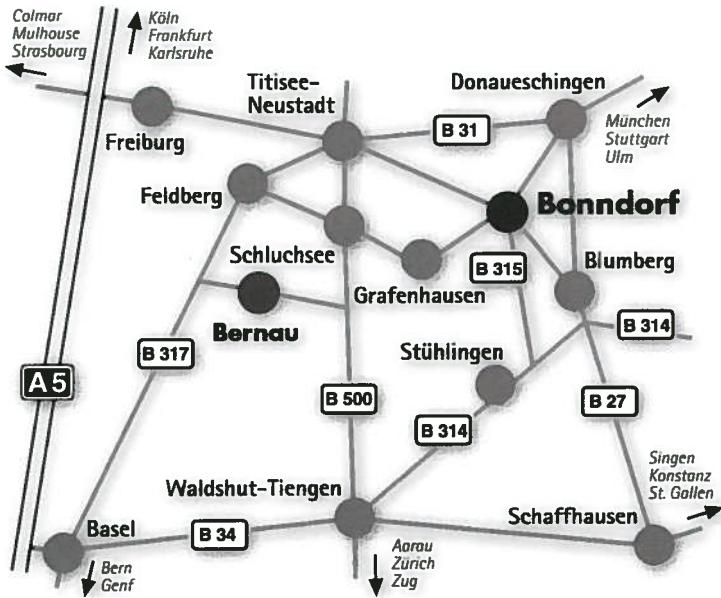 Colmar
Mulhouse
Strasbourg
Köln
Frankfurt
Karlsruhe
Titisee-
Neustadt
Donaueschingen
B 31
München
Stuttgart
Ulm
Freiburg
Feldberg
Bonndorf
Schluchsee
B 315
Blumberg
Grafenhausen
Bernau
B 314
B 317
Stühlingen
A 5
B 500
B 27
B 314
Singen
Konstanz
St. Gallen
Waldshut-Tiengen
Schaffhausen
Basel
B 34
Bern
Genf
Aarau
Zürich
Zug